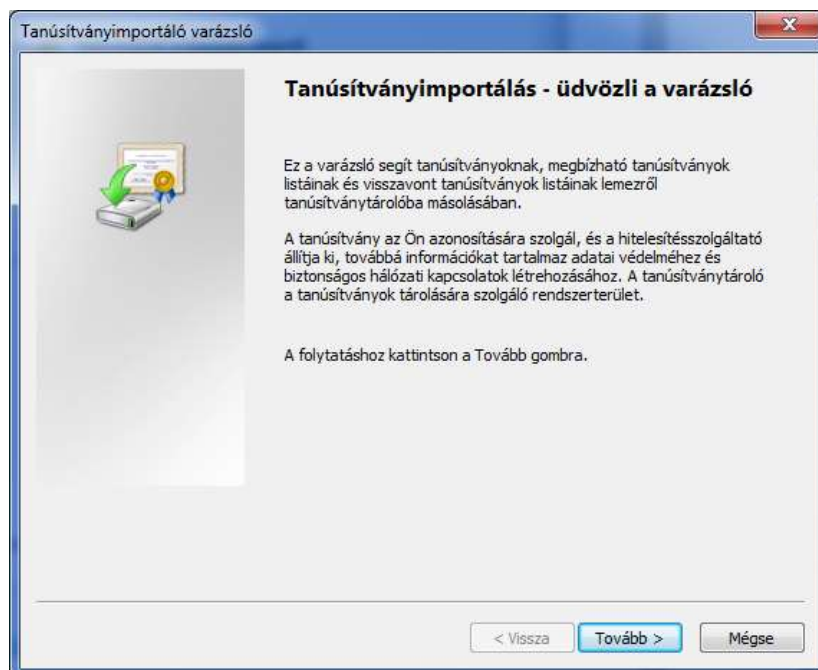 Tanúsítványimportáló varázsló
Tanúsítványimportálás - üdvözli a varázsló
Ez a varázsló segít tanúsítványoknak, megbízható tanúsítványok
listáinak és visszavont tanúsítványok listáinak lemezről
tanúsítványtárolóba másolásában.
A tanúsítvány az Ön azonosítására szolgál, és a hitelesítésszolgáltató
állítja ki, továbbá információkat tartalmaz adatai védelméhez és
biztonságos hálózati kapcsolatok létrehozásához. A tanúsítványtároló
a tanúsítványok tárolására szolgáló rendszerterület.
A folytatáshoz kattintson a Tovább gombra.
< Vissza Tovább > Mégse